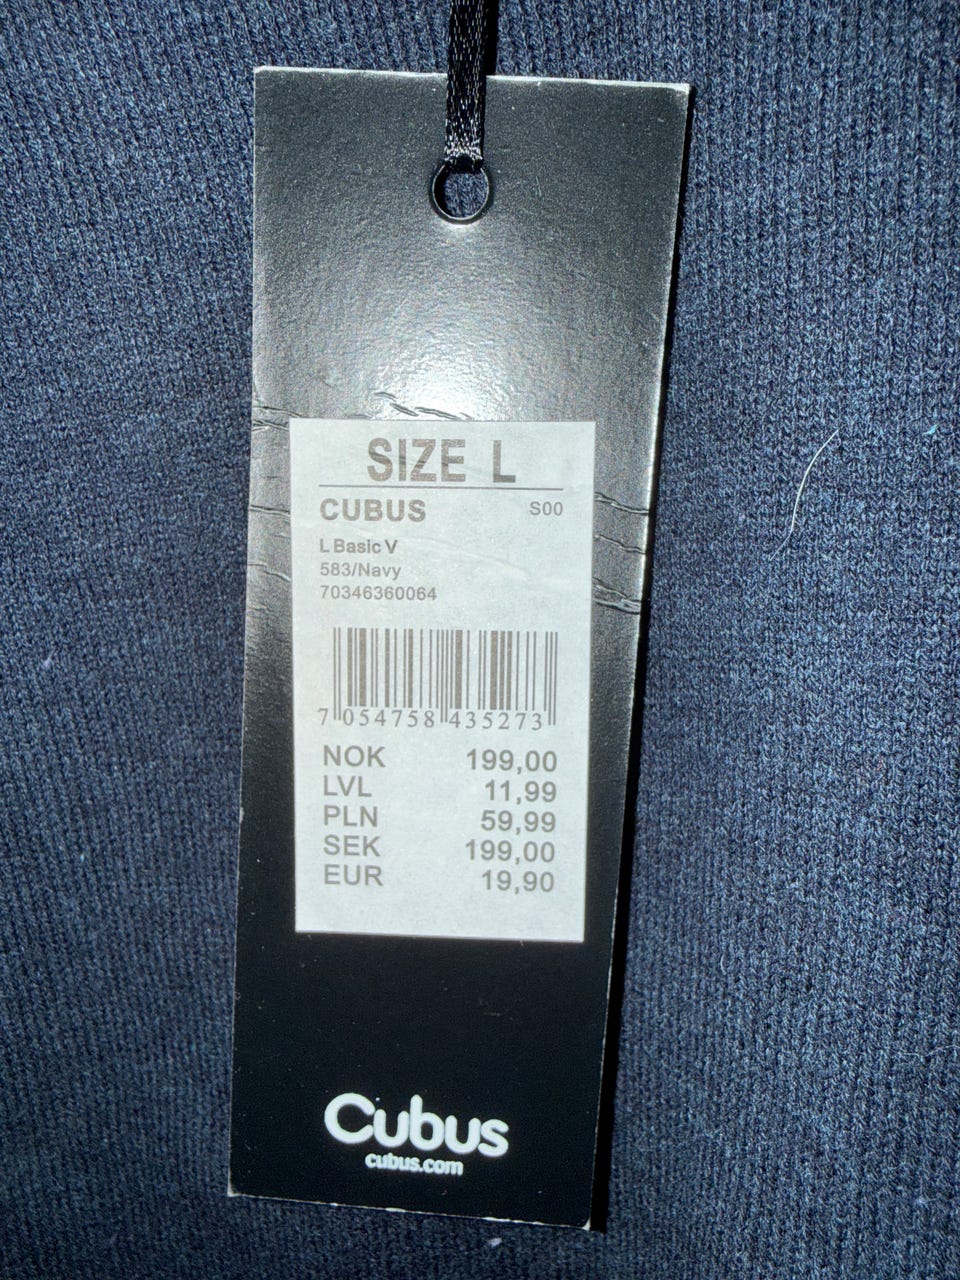 SIZE L
CUBUS S00
L Basic V
583/Navy
70346360064
7 054758 435273
NOK 199,00
LVL 11,99
PLN 59,99
SEK 199,00
EUR 19,90
Cubus
cubus.com